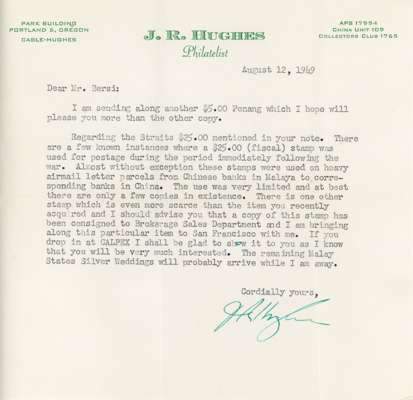 PARK BUILDING
PORTLAND 5, OREGON
CABLE-HUGHES
J. R. HUGHES
Philatelist
APS 17994
CHINA UNIT 109
COLLECTORS CLUB 1765
August 12, 1949
Dear Mr. Bersi:
I am sending along another $5.00 Penang which I hope will
please you more than the other copy.
Regarding the Straits $25.00 mentioned in your note. There
are a few known instances where a $25.00 (fiscal) stamp was
used for postage during the period immediately following the
war. Almost without exception these stamps were used on heavy
airmail letter parcels from Chinese banks in Malaya to corre-
spending banks in China. The use was very limited and at best
there are only a few copies in existence. There is one other
stamp which is even more scarce than the item you recently
acquired and I should advise you that a copy of this stamp has
been consigned to Brokerage Sales Department and I am bringing
along this particular item to San Francisco with me. If you
drop in at CALPEX I shall be glad to show it to you as I know
that you will be very much interested. The remaining Malay
States Silver Weddings will probably arrive while I am away.
Cordially yours,
J R Hughes